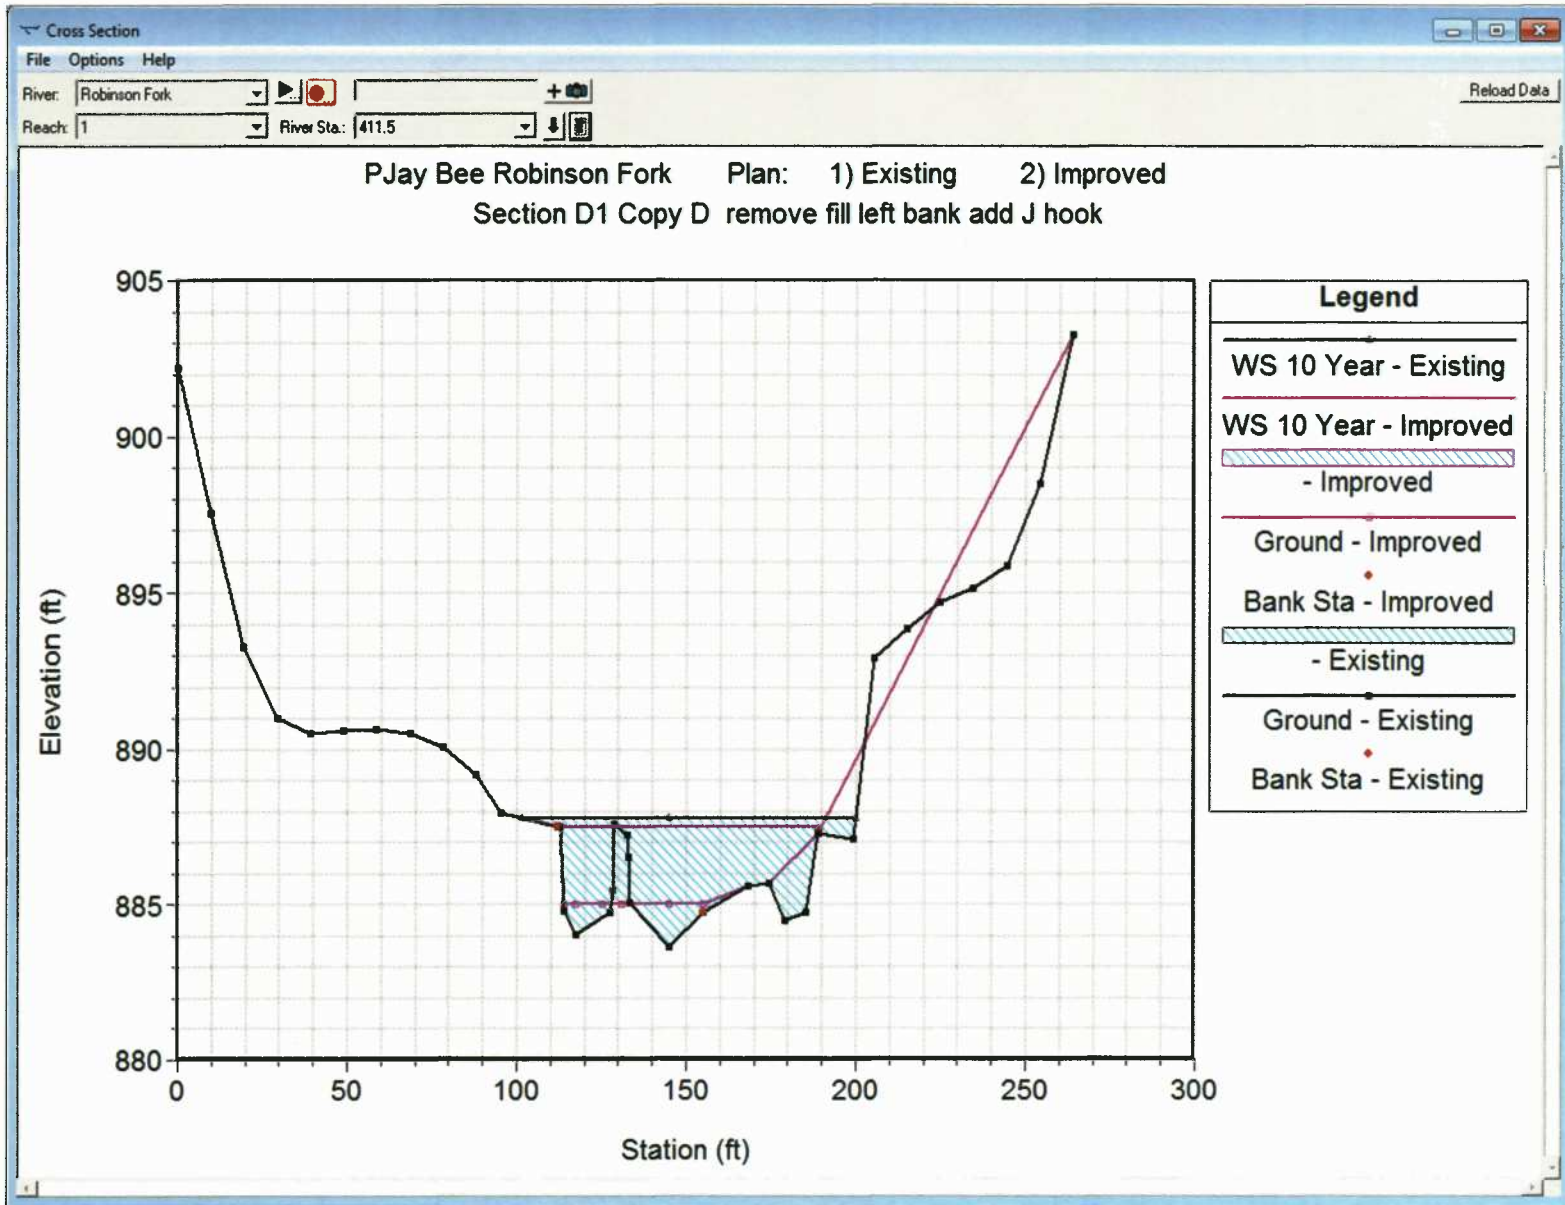 Cross Section
File Options Help
River: Robinson Fork
Reload Data
Reach: 1 River Sta.: 411.5
PJay Bee Robinson Fork Plan: 1) Existing 2) Improved
Section D1 Copy D remove fill left bank add J hook
905
900
895
890
885
880
Elevation (ft)
0 50 100 150 200 250 300
Station (ft)
Legend
WS 10 Year - Existing
WS 10 Year - Improved
- Improved
Ground - Improved
Bank Sta - Improved
- Existing
Ground - Existing
Bank Sta - Existing